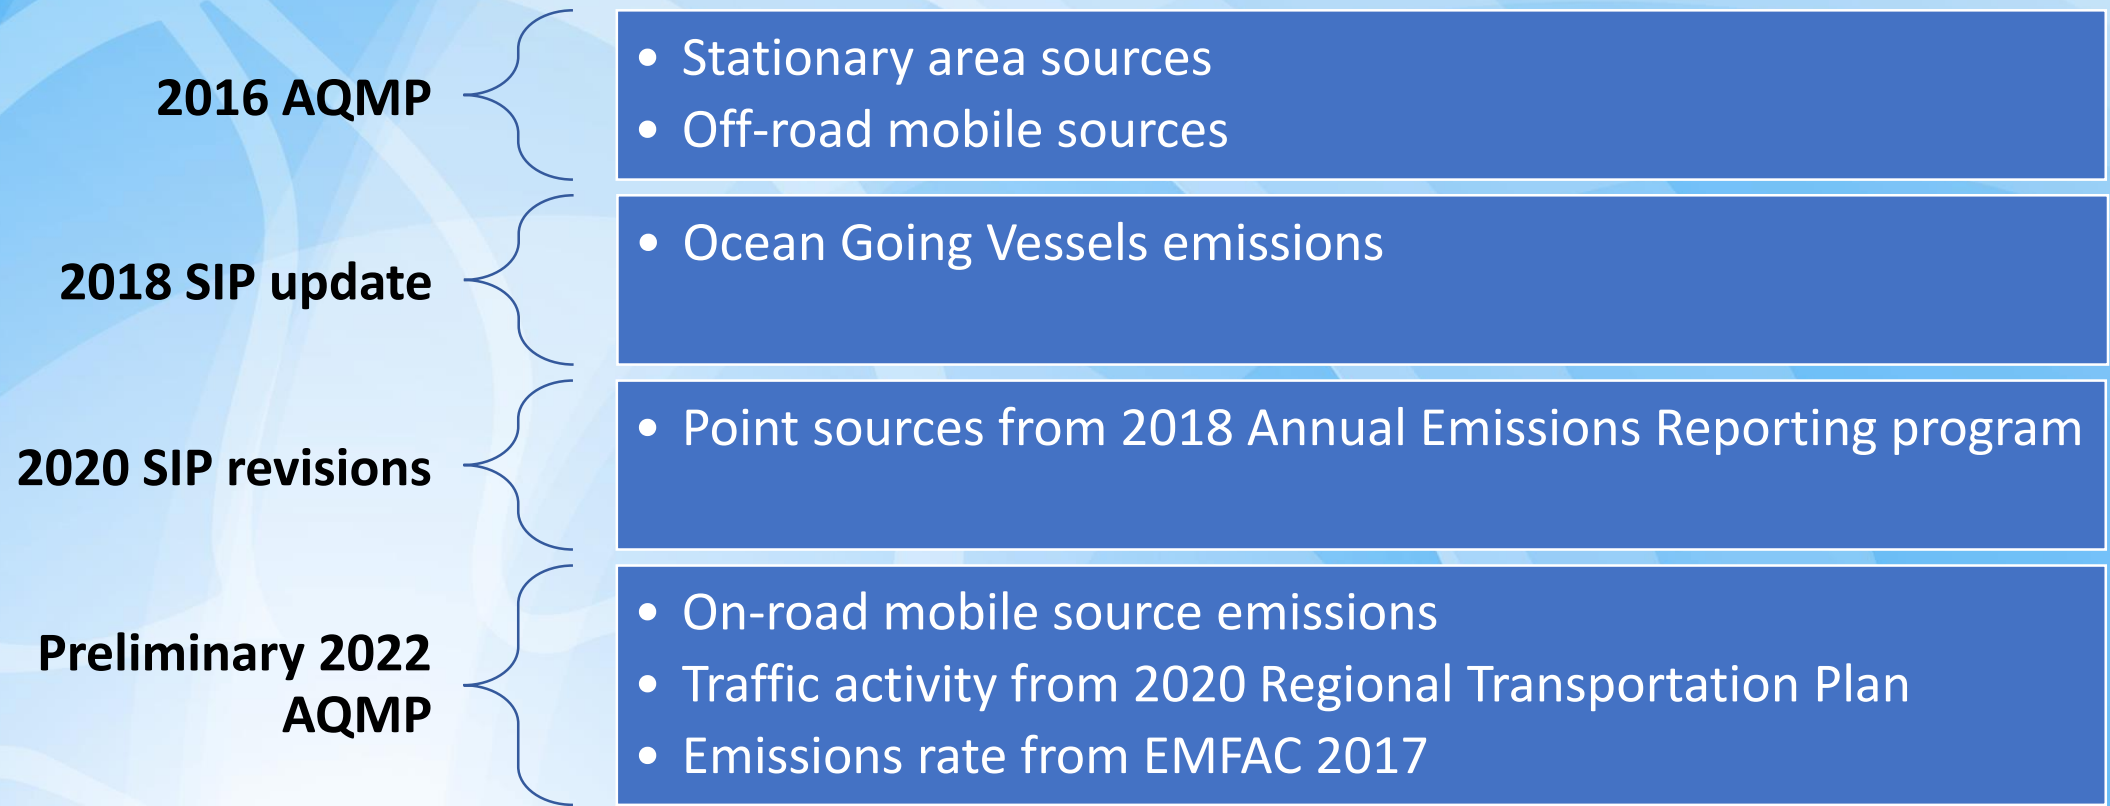 2016 AQMP
• Stationary area sources
• Off-road mobile sources
2018 SIP update
• Ocean Going Vessels emissions
2020 SIP revisions
• Point sources from 2018 Annual Emissions Reporting program
Preliminary 2022
AQMP
• On-road mobile source emissions
• Traffic activity from 2020 Regional Transportation Plan
• Emissions rate from EMFAC 2017